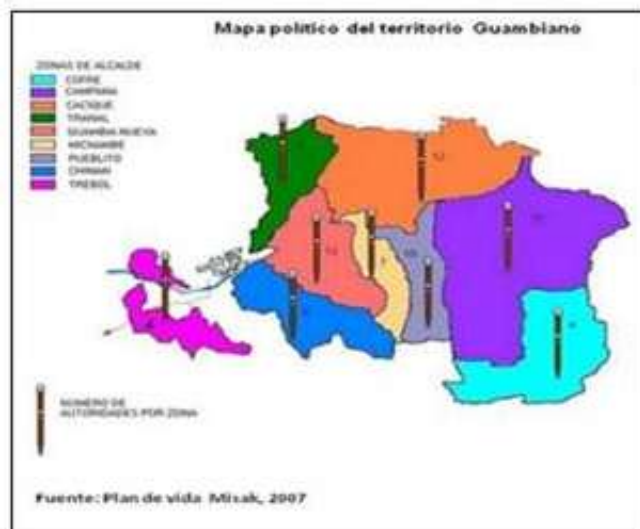 Mapa político del territorio Guambiano
ZONAS DE ALCALDE
COFRE
CAMPANA
CACIQUE
TRANAL
GUAMBIA NUEVA
MICHAMBE
PUEBLITO
CHIMAN
TREBOL
NUMERO DE
AUTORIDADES POR ZONA
Fuente: Plan de vida Misak, 2007